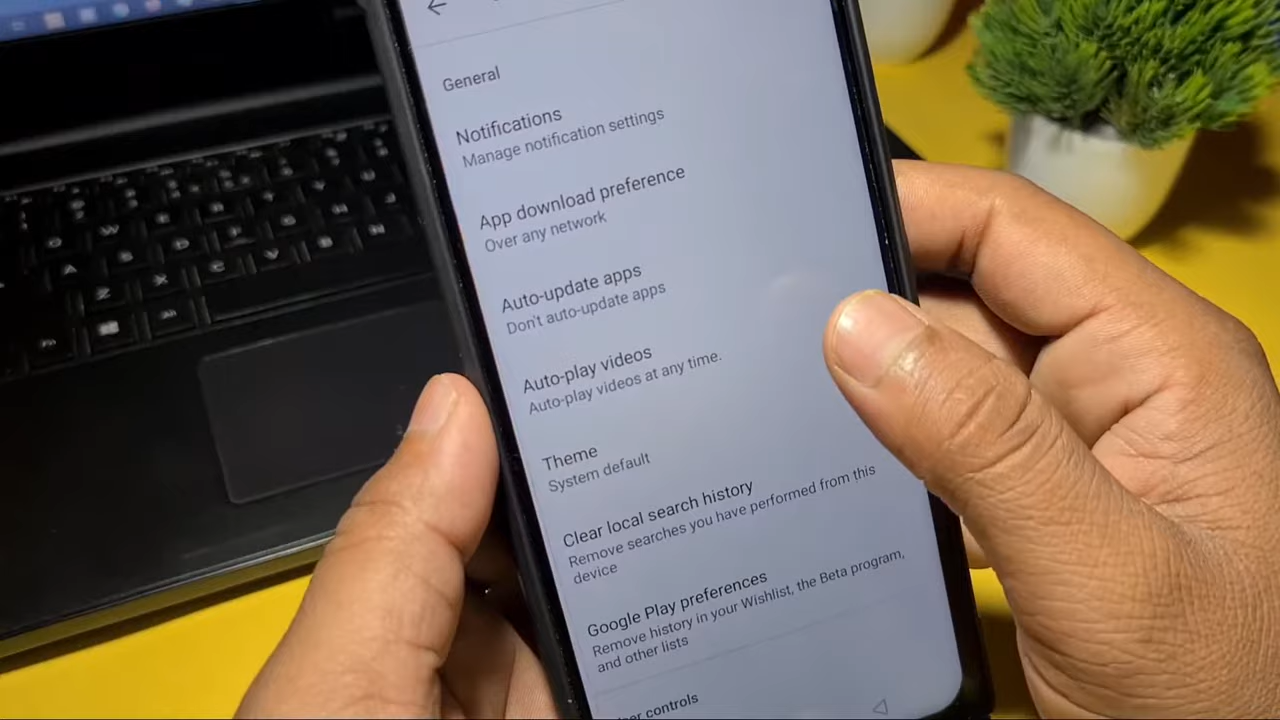 General
Notifications
Manage notification settings
App download preference
Over any network
Auto-update apps
Don't auto-update apps
Auto-play videos
Auto-play videos at any time.
Theme
System default
Clear local search history
Remove searches you have performed from this
device
Google Play preferences
Remove history in your Wishlist, the Beta program,
and other lists
controls